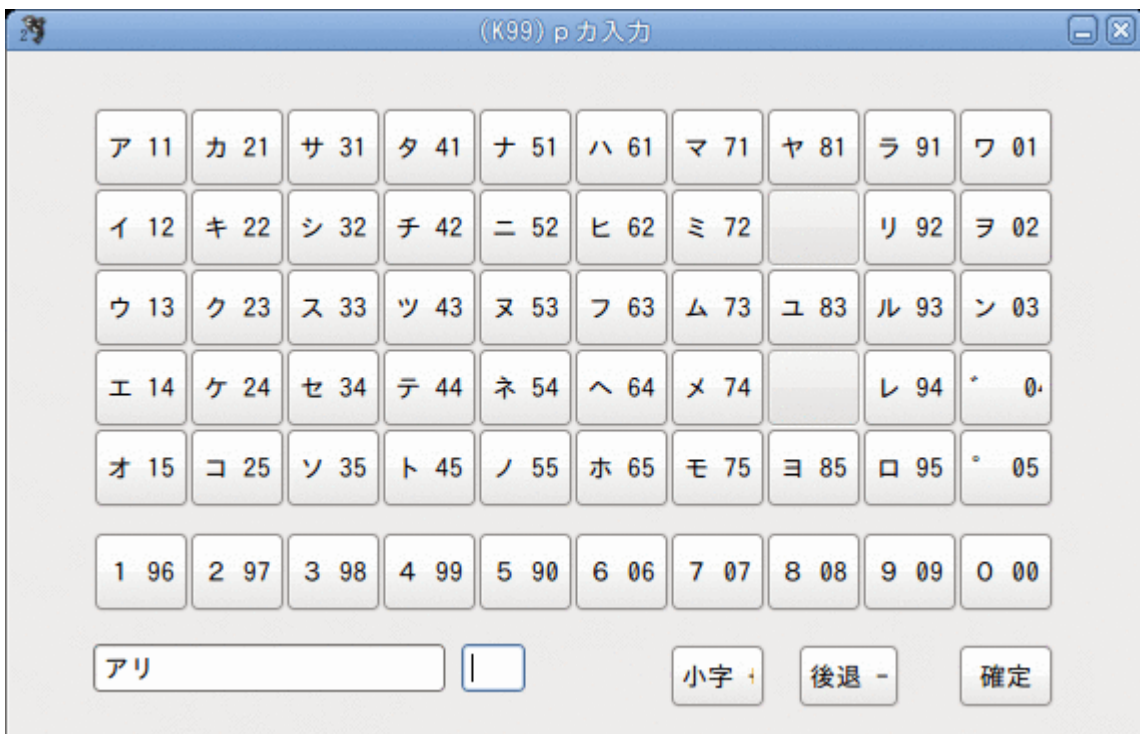 (K99)ｐカ入力
ア 11 カ 21 サ 31 タ 41 ナ 51 ハ 61 マ 71 ヤ 81 ラ 91 ワ 01
イ 12 キ 22 シ 32 チ 42 ニ 52 ヒ 62 ミ 72 リ 92 ヲ 02
ウ 13 ク 23 ス 33 ツ 43 ヌ 53 フ 63 ム 73 ユ 83 ル 93 ン 03
エ 14 ケ 24 セ 34 テ 44 ネ 54 ヘ 64 メ 74 レ 94 ゛ 04
オ 15 コ 25 ソ 35 ト 45 ノ 55 ホ 65 モ 75 ヨ 85 ロ 95 ゜ 05
１ 96 ２ 97 ３ 98 ４ 99 ５ 90 ６ 06 ７ 07 ８ 08 ９ 09 ０ 00
アリ 小字 後退 - 確定